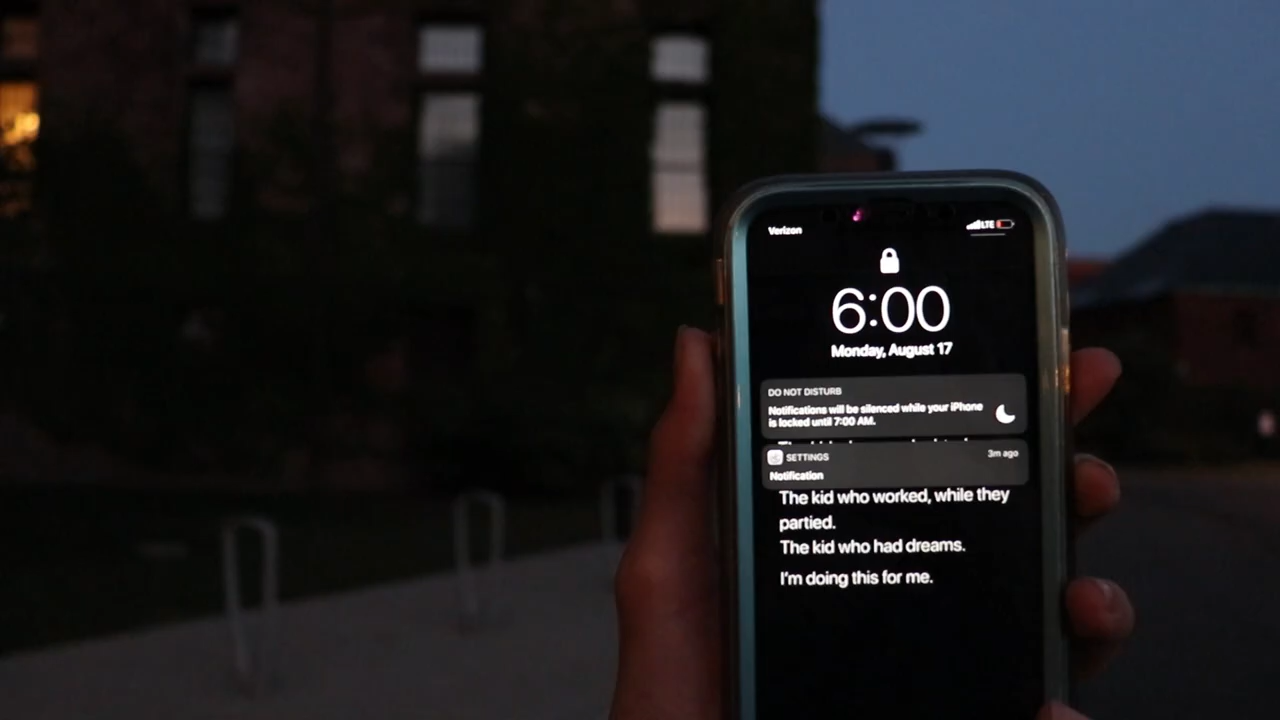 Verizon
LTE
6:00
Monday, August 17
DO NOT DISTURB
Notifications will be silenced while your iPhone
is locked until 7:00 AM.
SETTINGS 3m ago
Notification
The kid who worked, while they
partied.
The kid who had dreams.
I'm doing this for me.